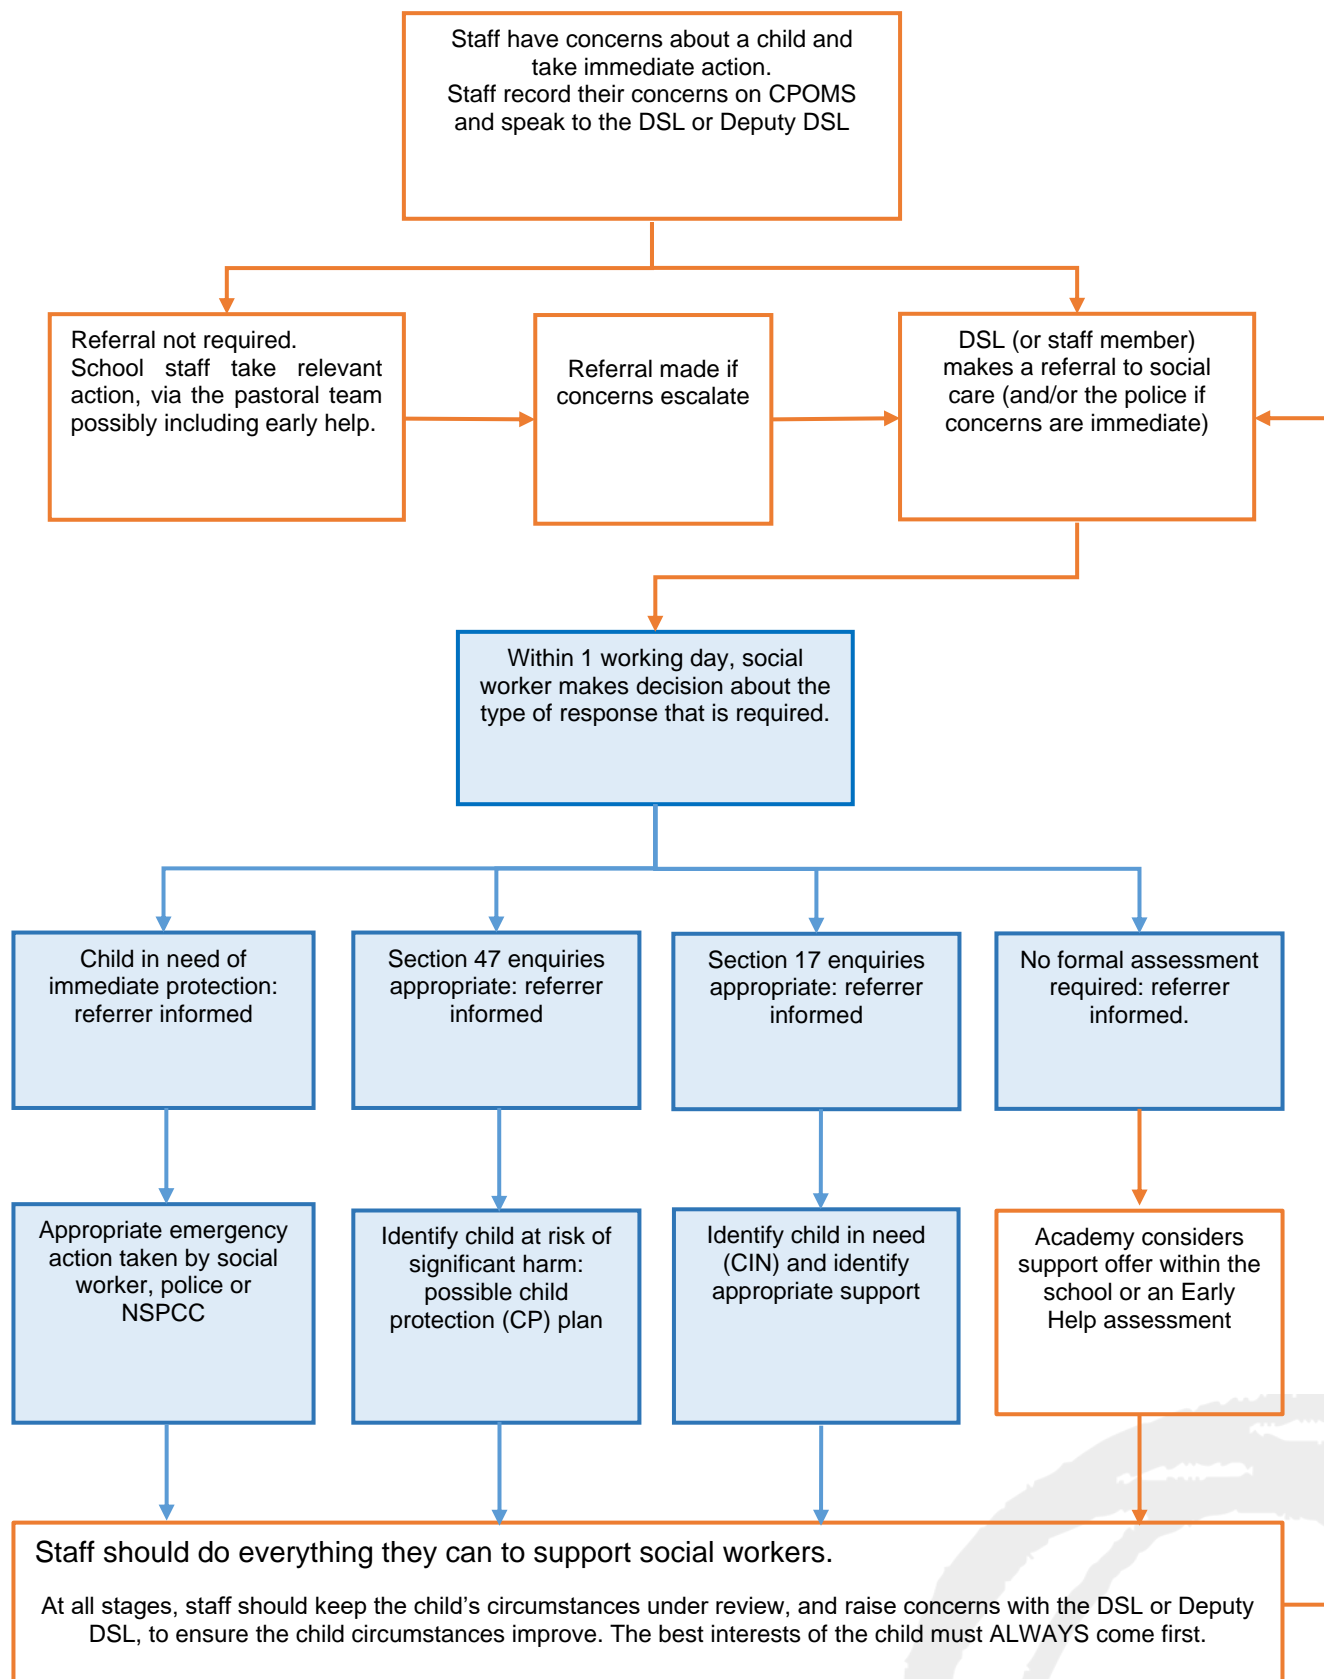 Staff have concerns about a child and
take immediate action.
Staff record their concerns on CPOMS
and speak to the DSL or Deputy DSL
Referral not required.
School staff take relevant
action, via the pastoral team
possibly including early help.
Referral made if
concerns escalate
DSL (or staff member)
makes a referral to social
care (and/or the police if
concerns are immediate)
Within 1 working day, social
worker makes decision about the
type of response that is required.
Child in need of
immediate protection:
referrer informed
Section 47 enquiries
appropriate: referrer
informed
Section 17 enquiries
appropriate: referrer
informed
No formal assessment
required: referrer
informed.
Appropriate emergency
action taken by social
worker, police or
NSPCC
Identify child at risk of
significant harm:
possible child
protection (CP) plan
Identify child in need
(CIN) and identify
appropriate support
Academy considers
support offer within the
school or an Early
Help assessment
Staff should do everything they can to support social workers.
At all stages, staff should keep the child’s circumstances under review, and raise concerns with the DSL or Deputy
DSL, to ensure the child circumstances improve. The best interests of the child must ALWAYS come first.